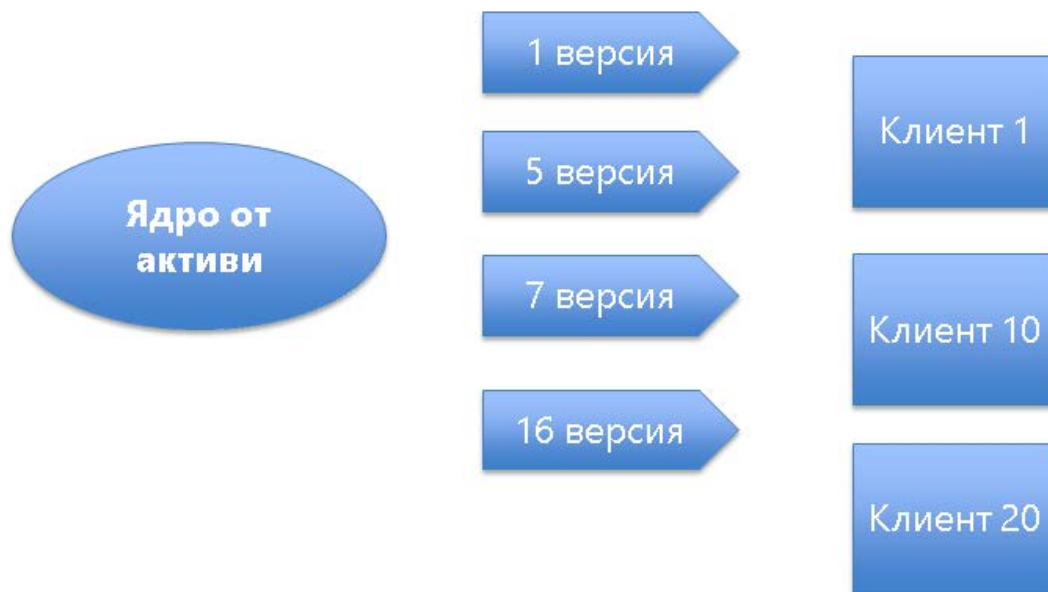 Ядро от
активи
1 версия
5 версия
7 версия
16 версия
Клиент 1
Клиент 10
Клиент 20